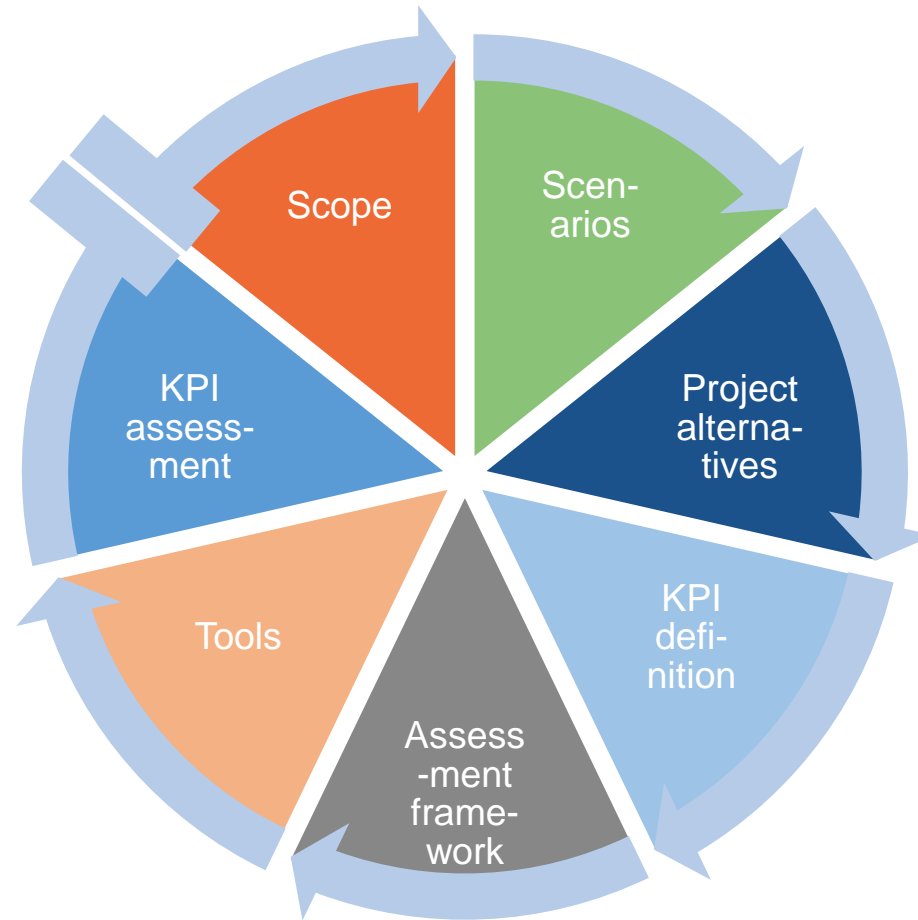 Scope
Scen-
arios
Project
alterna-
tives
KPI
defi-
nition
Assess
-ment
frame-
work
Tools
KPI
assess-
ment